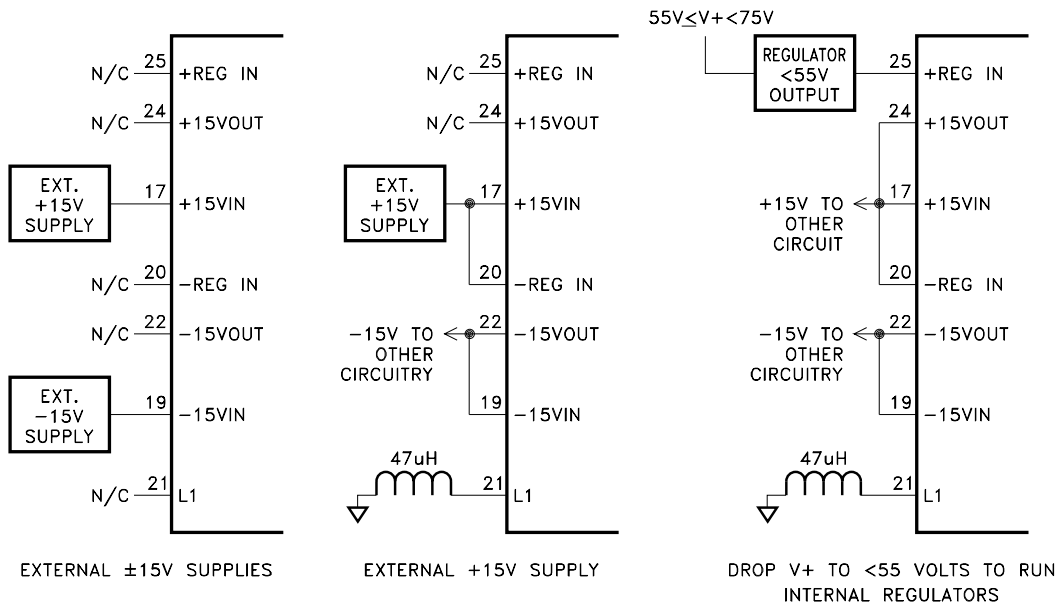 25
N/C
+REG IN
24
N/C
+15VOUT
EXT.
+15V
SUPPLY
17
+15VIN
20
N/C
-REG IN
22
N/C
-15VOUT
EXT.
-15V
SUPPLY
19
-15VIN
21
N/C
L1
EXTERNAL ±15V SUPPLIES
25
N/C
+REG IN
24
N/C
+15VOUT
EXT.
+15V
SUPPLY
17
+15VIN
20
-REG IN
22
-15VOUT
-15V TO
OTHER
CIRCUITRY
19
-15VIN
47uH
21
L1
EXTERNAL +15V SUPPLY
55V≤V+<75V
REGULATOR
<55V
OUTPUT
25
+REG IN
24
+15VOUT
17
+15VIN
+15V TO
OTHER
CIRCUIT
20
-REG IN
22
-15VOUT
-15V TO
OTHER
CIRCUITRY
19
-15VIN
47uH
21
L1
DROP V+ TO <55 VOLTS TO RUN
INTERNAL REGULATORS